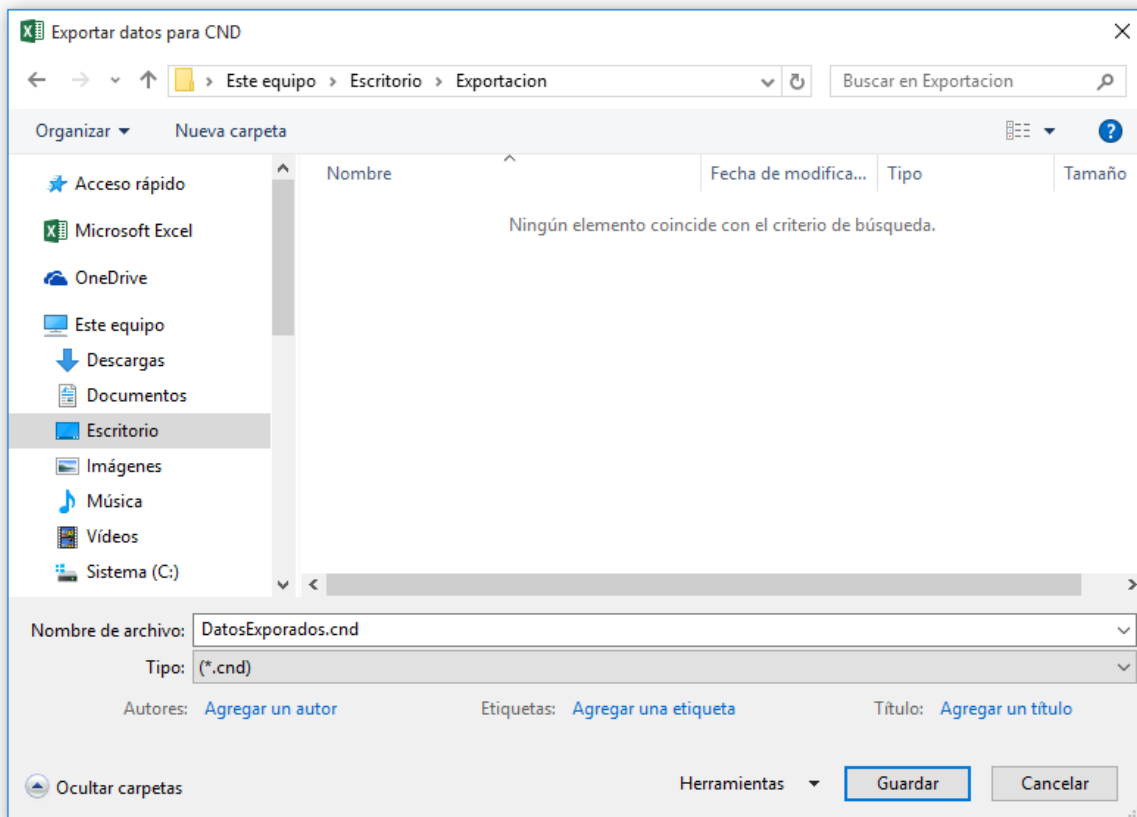 Exportar datos para CND
Este equipo > Escritorio > Exportacion
Buscar en Exportacion
Organizar
Nueva carpeta
Nombre
Fecha de modifica...
Tipo
Tamaño
Ningún elemento coincide con el criterio de búsqueda.
Acceso rápido
Microsoft Excel
OneDrive
Este equipo
Descargas
Documentos
Escritorio
Imágenes
Música
Vídeos
Sistema (C:)
Nombre de archivo: DatosExporados.cnd
Tipo: (*.cnd)
Autores: Agregar un autor
Etiquetas: Agregar una etiqueta
Título: Agregar un título
Ocultar carpetas
Herramientas
Guardar
Cancelar